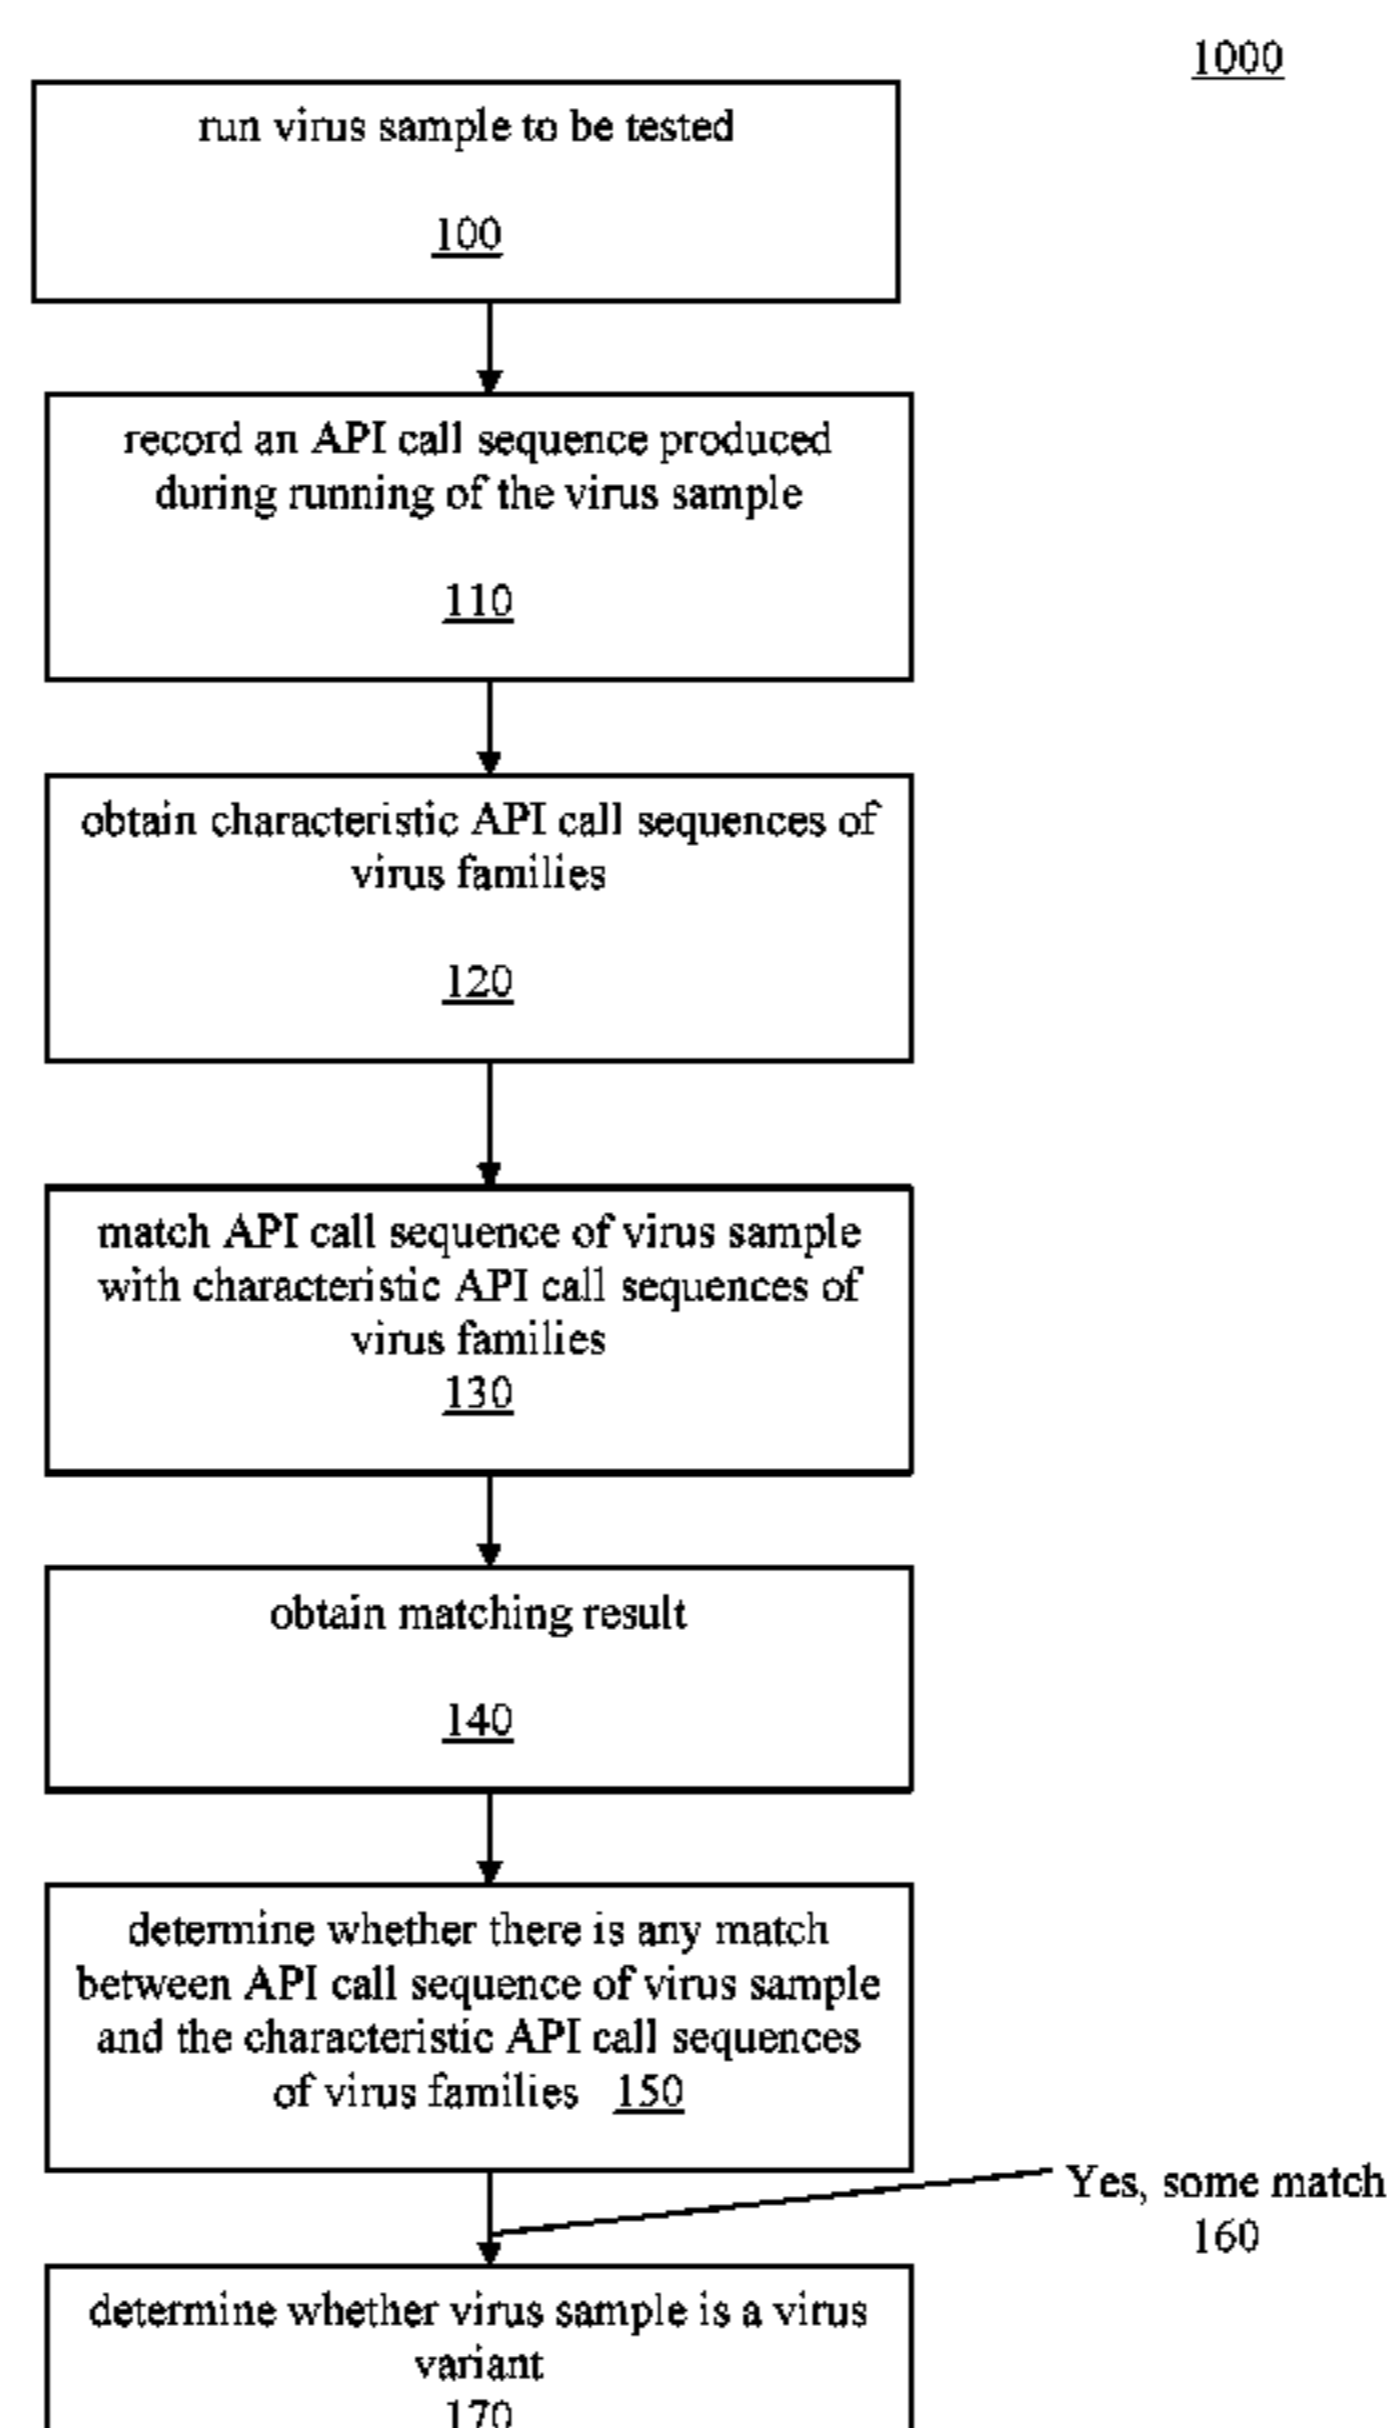 1000
run virus sample to be tested
100
record an API call sequence produced
during running of the virus sample
110
obtain characteristic API call sequences of
virus families
120
match API call sequence of virus sample
with characteristic API call sequences of
virus families
130
obtain matching result
140
determine whether there is any match
between API call sequence of virus sample
and the characteristic API call sequences
of virus families 150
Yes, some match
160
determine whether virus sample is a virus
variant
170